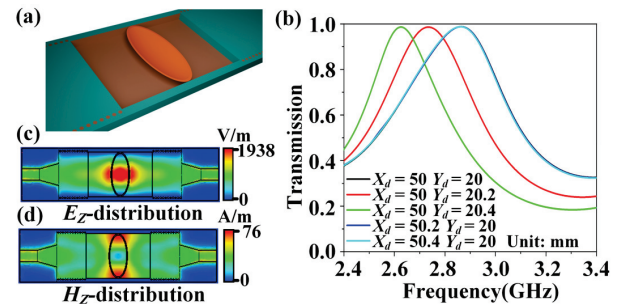 (a)
(b)
1.0
0.8
0.6
0.4
0.2
0.0
Transmission
X_d = 50 Y_d = 20
X_d = 50 Y_d = 20.2
X_d = 50 Y_d = 20.4
X_d = 50.2 Y_d = 20
X_d = 50.4 Y_d = 20 Unit: mm
2.4 2.6 2.8 3.0 3.2 3.4
Frequency(GHz)
(c)
V/m
1938
0
E_Z-distribution
(d)
A/m
76
0
H_Z-distribution